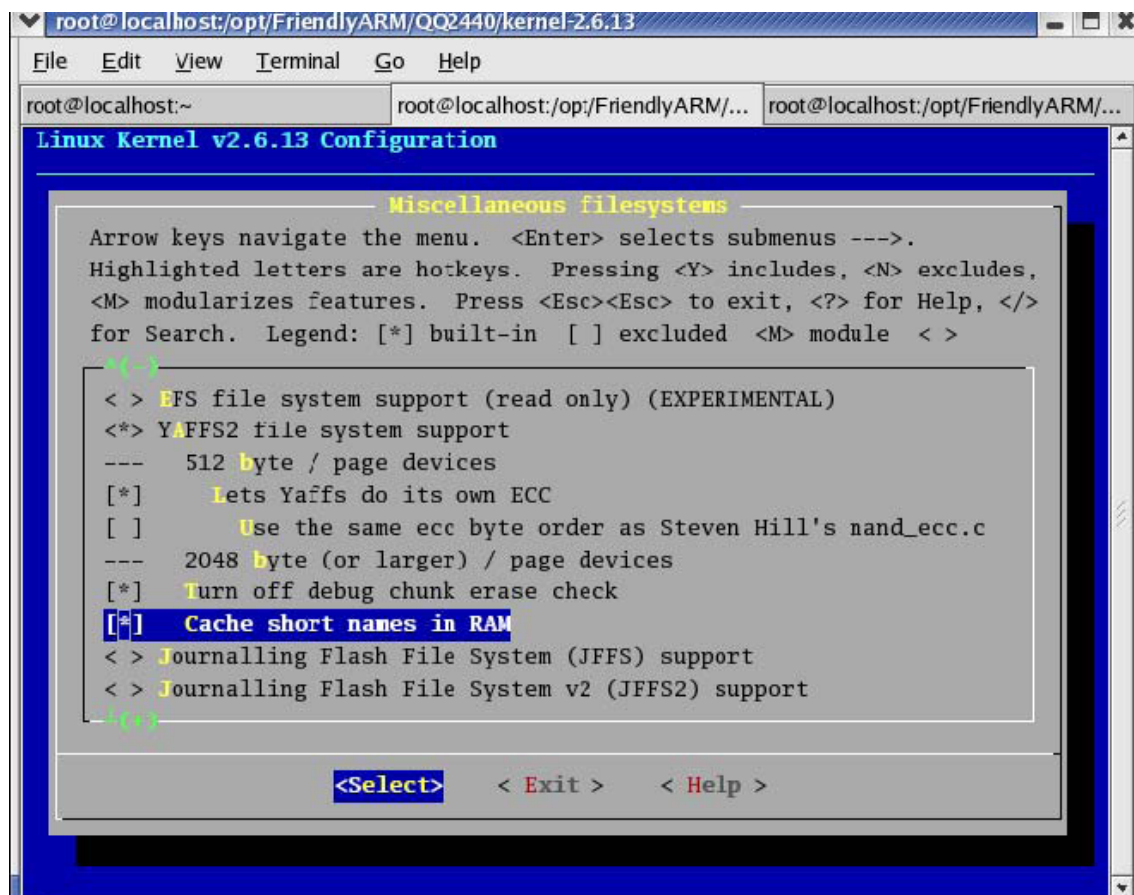 root@localhost:/opt/FriendlyARM/QQ2440/kernel-2.6.13
File Edit View Terminal Go Help
root@localhost:~ root@localhost:/opt/FriendlyARM/... root@localhost:/opt/FriendlyARM/...
Linux Kernel v2.6.13 Configuration
Miscellaneous filesystems
Arrow keys navigate the menu. <Enter> selects submenus --->.
Highlighted letters are hotkeys. Pressing <Y> includes, <N> excludes,
<M> modularizes features. Press <Esc><Esc> to exit, <?> for Help, </>
for Search. Legend: [*] built-in [ ] excluded <M> module < >
^(-)
< > EFS file system support (read only) (EXPERIMENTAL)
<*> YAFFS2 file system support
--- 512 byte / page devices
[*] Lets Yaffs do its own ECC
[ ] Use the same ecc byte order as Steven Hill's nand_ecc.c
--- 2048 byte (or larger) / page devices
[*] Turn off debug chunk erase check
[*] Cache short names in RAM
< > Journalling Flash File System (JFFS) support
< > Journalling Flash File System v2 (JFFS2) support
┴(+)
<Select> < Exit > < Help >